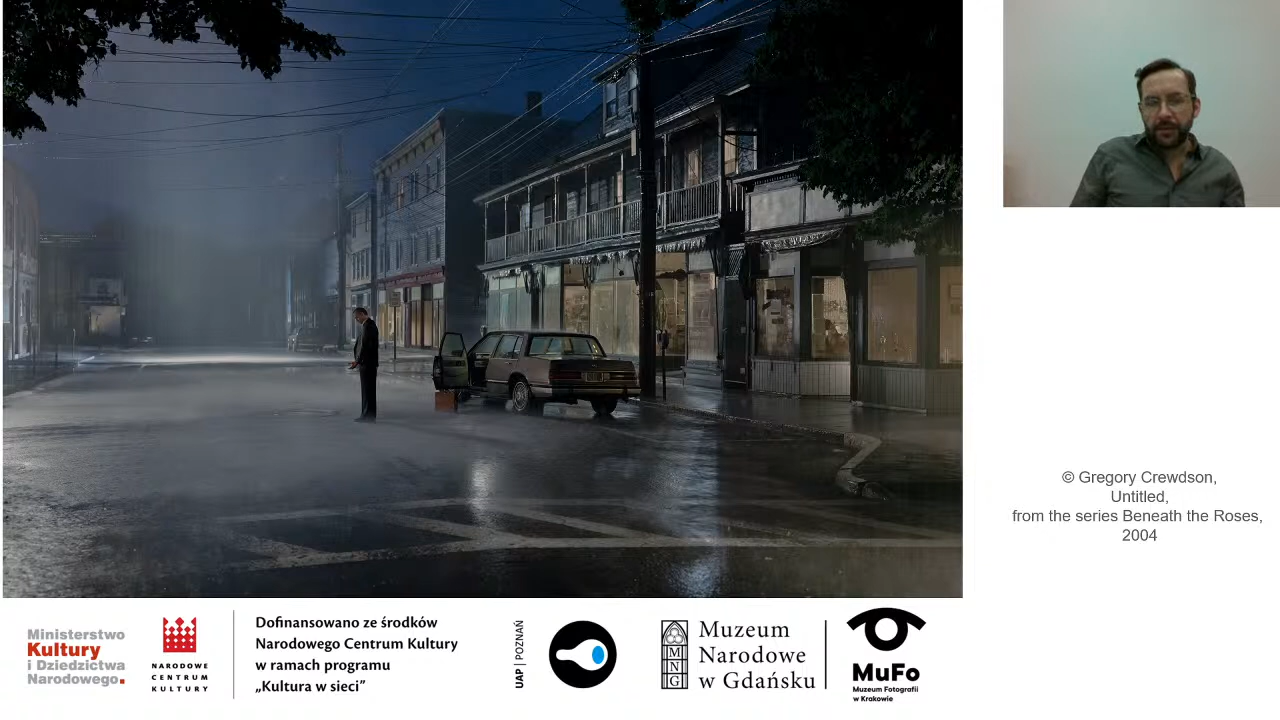 © Gregory Crewdson,
Untitled,
from the series Beneath the Roses,
2004
Ministerstwo
Kultury
i Dziedzictwa
Narodowego.
NARODOWE
CENTRUM
KULTURY
Dofinansowano ze środków
Narodowego Centrum Kultury
w ramach programu
„Kultura w sieci”
UAP | POZNAŃ
MNG
Muzeum
Narodowe
w Gdańsku
MuFo
Muzeum Fotografii
w Krakowie